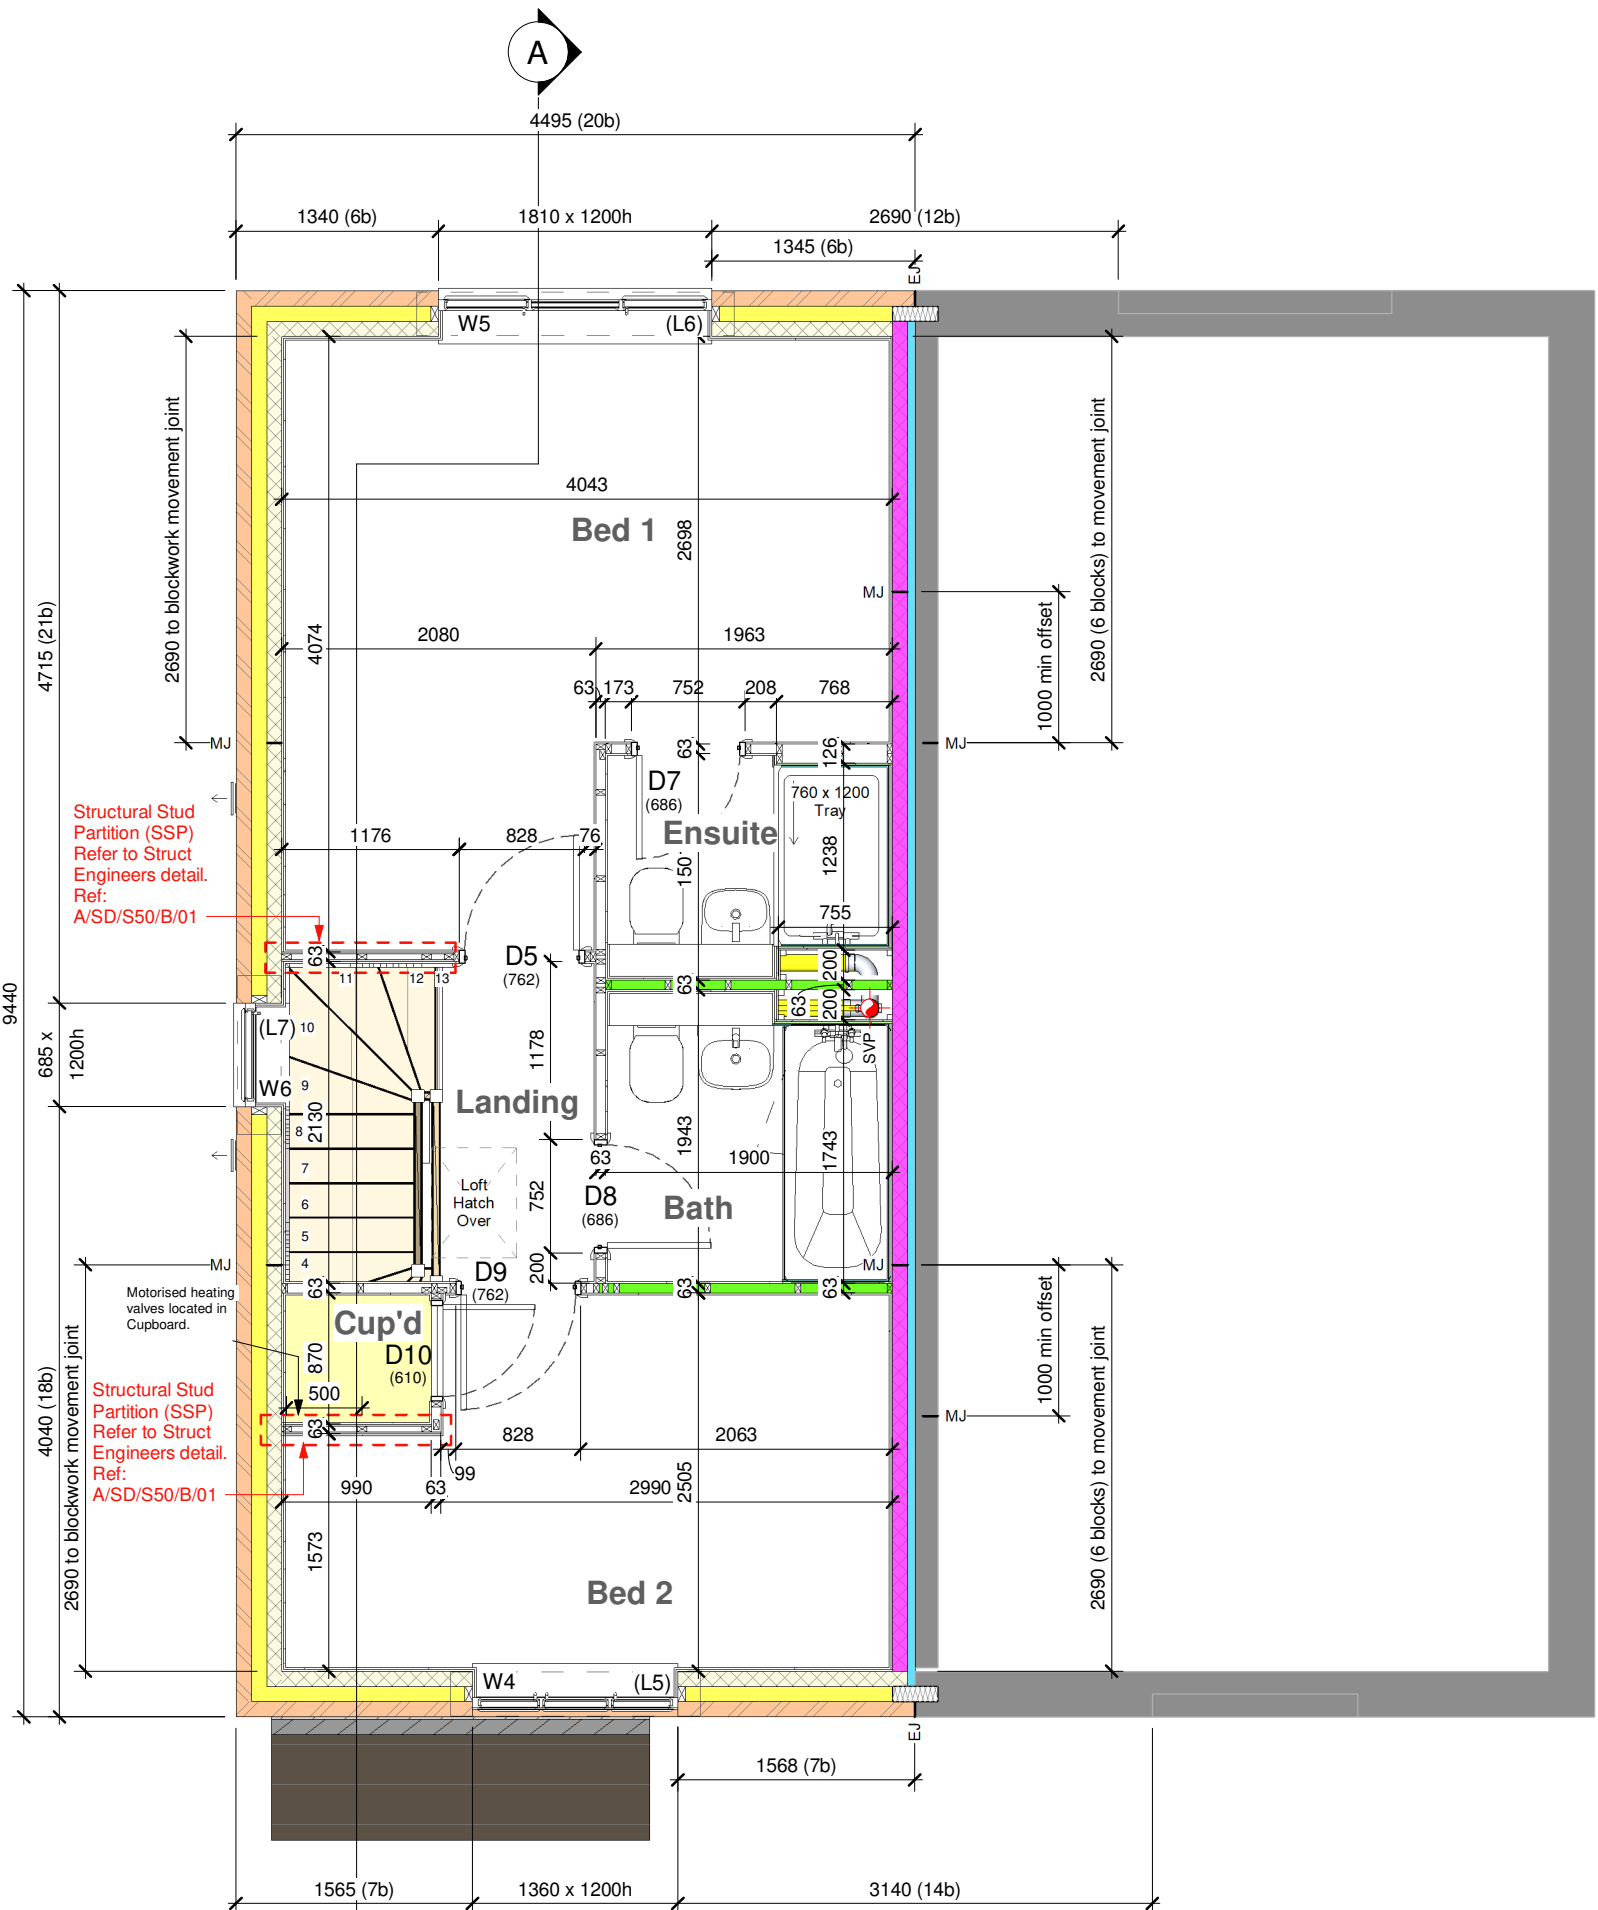 A
4495 (20b)
1340 (6b)
1810 x 1200h
2690 (12b)
1345 (6b)
EJ
W5
(L6)
2690 to blockwork movement joint
4715 (21b)
9440
4043
Bed 1
2698
MJ
1000 min offset
2690 (6 blocks) to movement joint
4074
2080
1963
63
173
752
208
768
MJ
63
126
MJ
D7
(686)
760 x 1200
Tray
Structural Stud
Partition (SSP)
Refer to Struct
Engineers detail.
Ref:
A/SD/S50/B/01
1176
828
76
Ensuite
150
1238
755
63
D5
(762)
11
12
13
200
63
63
200
(L7)
10
685 x
1200h
W6
9
8
2130
7
6
5
4
1178
SVP
Landing
1943
1743
63
1900
Loft
Hatch
Over
752
D8
(686)
Bath
200
MJ
MJ
D9
(762)
63
63
63
Motorised heating
valves located in
Cupboard.
Cup'd
D10
(610)
870
500
4040 (18b)
2690 to blockwork movement joint
1000 min offset
2690 (6 blocks) to movement joint
Structural Stud
Partition (SSP)
Refer to Struct
Engineers detail.
Ref:
A/SD/S50/B/01
63
MJ
828
2063
99
990
63
2990
2505
1573
Bed 2
W4
(L5)
EJ
1568 (7b)
1565 (7b)
1360 x 1200h
3140 (14b)